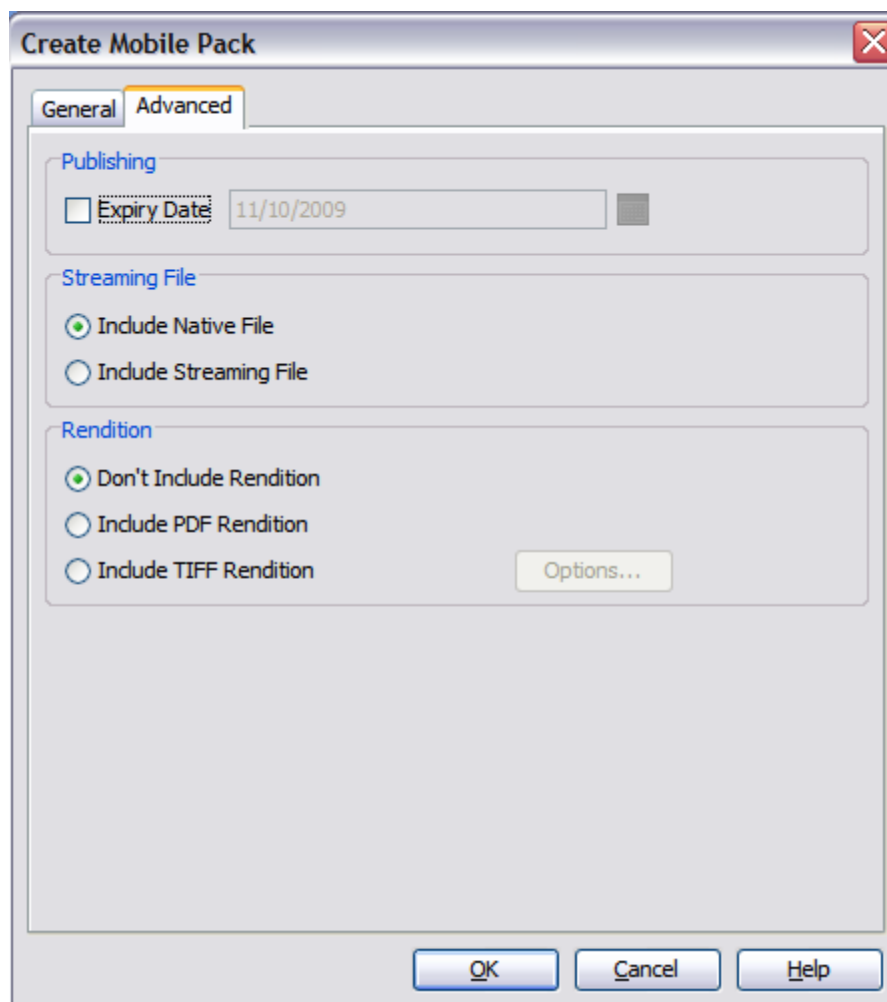 Create Mobile Pack
General Advanced
Publishing
Expiry Date 11/10/2009
Streaming File
Include Native File
Include Streaming File
Rendition
Don't Include Rendition
Include PDF Rendition
Include TIFF Rendition Options...
OK Cancel Help